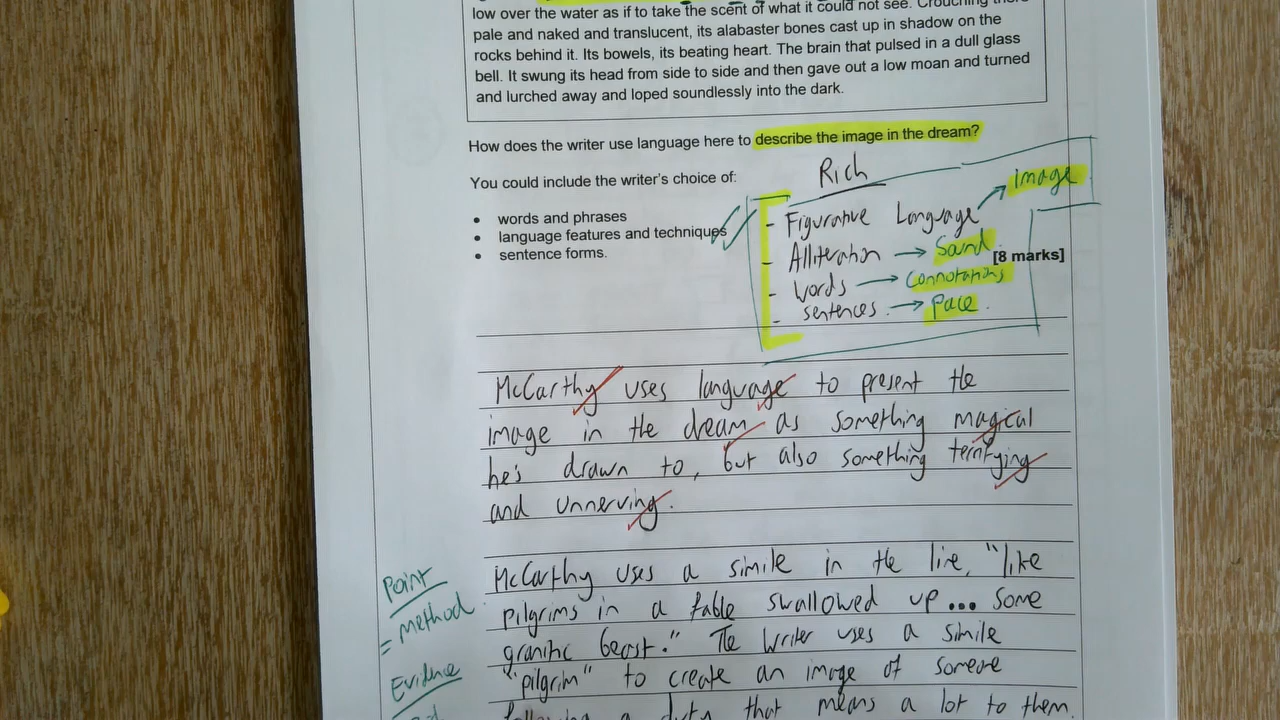 low over the water as if to take the scent of what it could not see. Crouching there
pale and naked and translucent, its alabaster bones cast up in shadow on the
rocks behind it. Its bowels, its beating heart. The brain that pulsed in a dull glass
bell. It swung its head from side to side and then gave out a low moan and turned
and lurched away and loped soundlessly into the dark.
How does the writer use language here to describe the image in the dream?
You could include the writer's choice of:
• words and phrases
• language features and techniques
• sentence forms.
Rich
- Figurative Language → image
- Alliteration → Sound
[8 marks]
- Words → Connotations
- sentences → Pace.
McCarthy uses language to present the
image in the dream as something magical
he's drawn to, but also something terrifying
and unnerving.
Point
= method
Evidence
McCarthy uses a simile in the line, "like
pilgrims in a fable swallowed up... some
granitic beast." The writer uses a simile
"pilgrim" to create an image of someone
following a duty that means a lot to them.